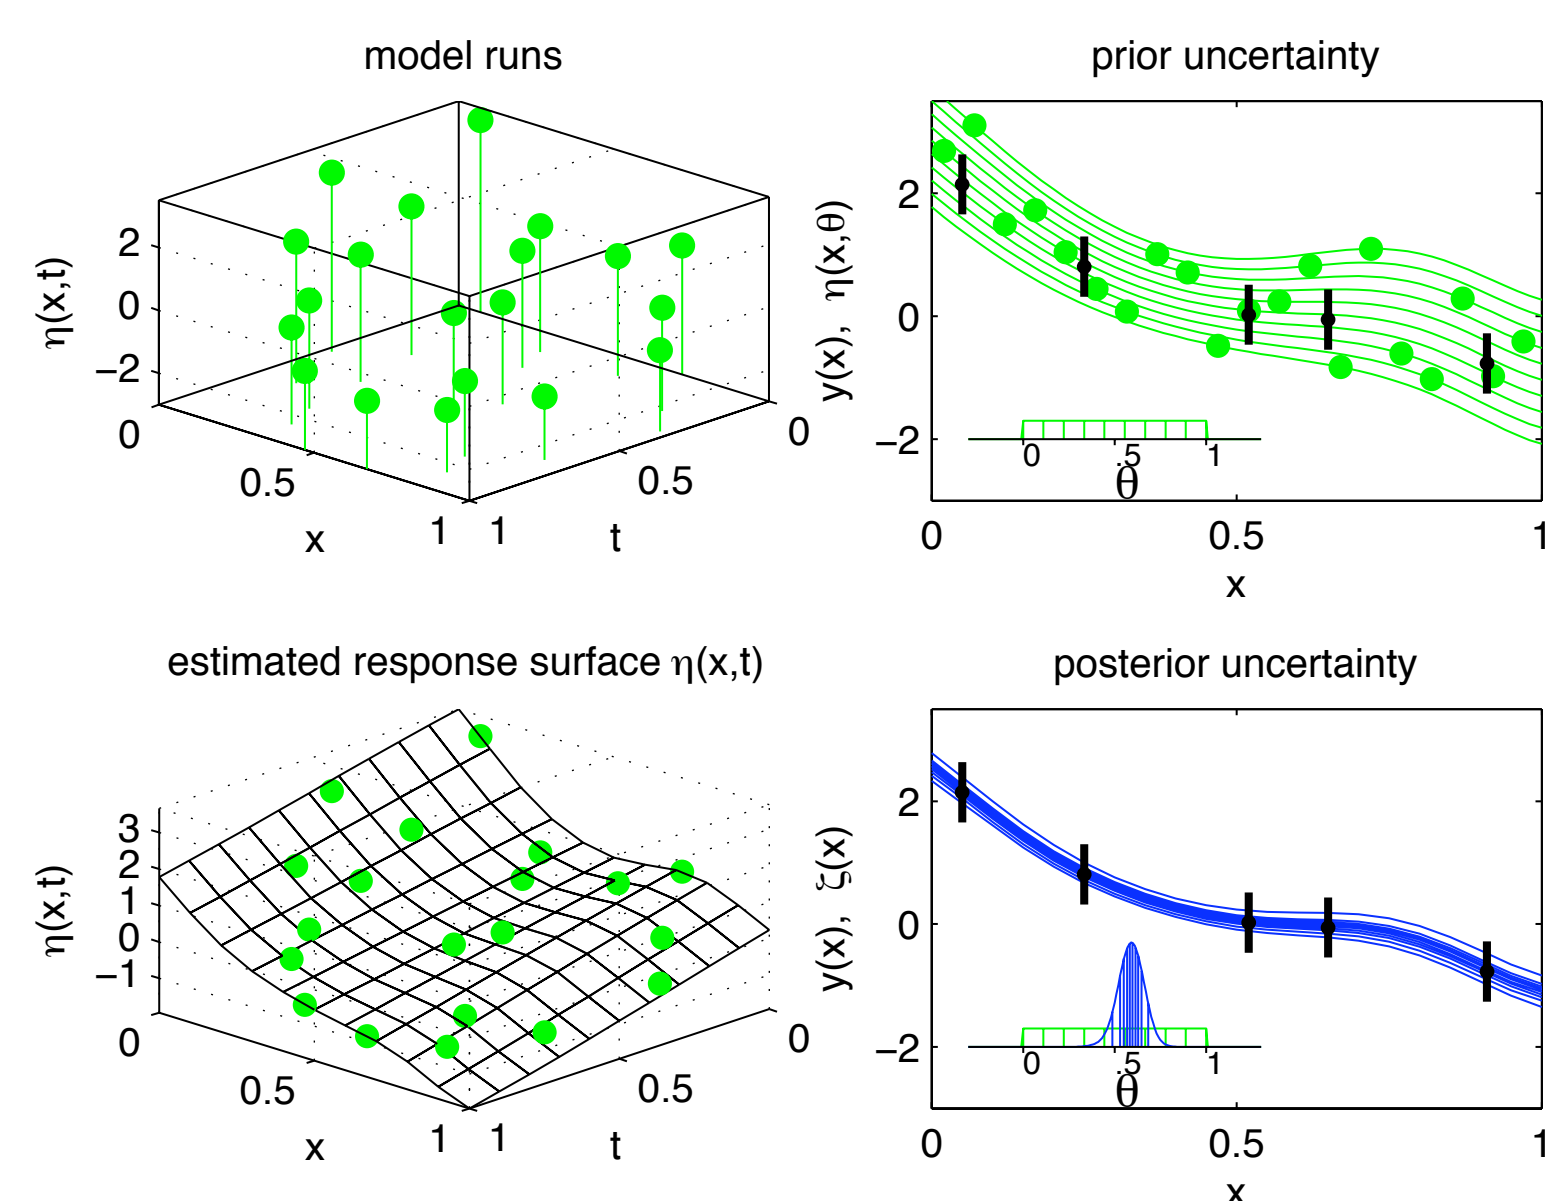 model runs
η(x,t)
2
0
−2
0
0.5
1
x
1
0.5
0
t
prior uncertainty
y(x), η(x,θ)
2
0
−2
0
.5
1
θ
0
0.5
1
x
estimated response surface η(x,t)
η(x,t)
3
2
1
0
−1
0
0.5
1
x
1
0.5
0
t
posterior uncertainty
y(x), ζ(x)
2
0
−2
0
.5
1
θ
0
0.5
1
x